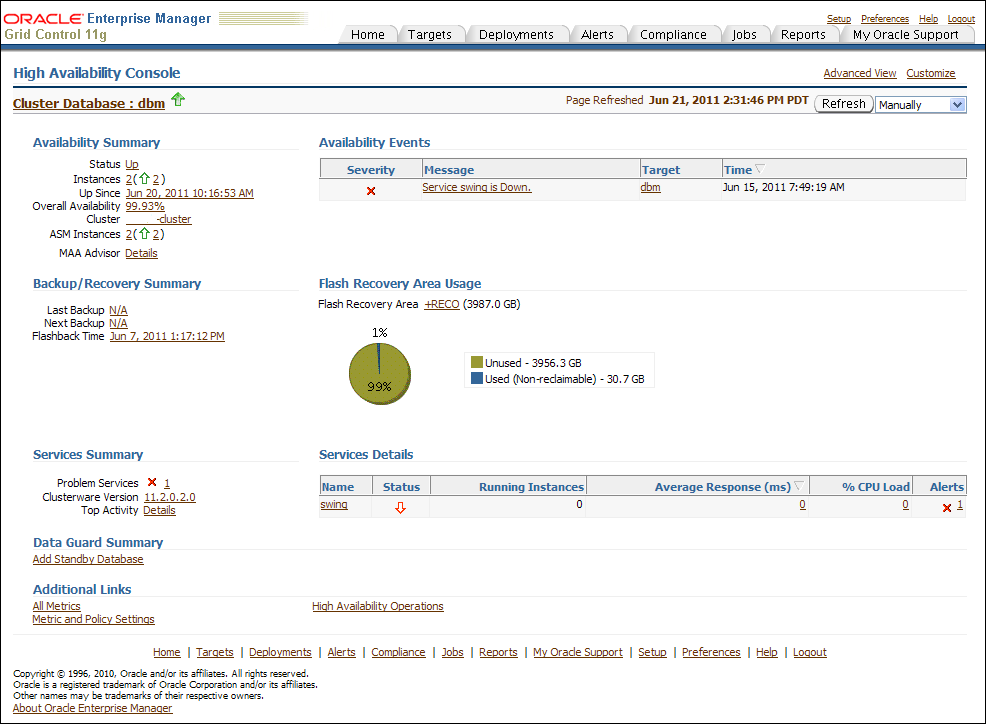 ORACLE Enterprise Manager
Grid Control 11g
Setup Preferences Help Logout
Home Targets Deployments Alerts Compliance Jobs Reports My Oracle Support
High Availability Console
Advanced View Customize
Cluster Database : dbm
Page Refreshed Jun 21, 2011 2:31:46 PM PDT Refresh Manually
Availability Summary
Status Up
Instances 2( 2 )
Up Since Jun 20, 2011 10:16:53 AM
Overall Availability 99.93%
Cluster -cluster
ASM Instances 2( 2 )
MAA Advisor Details
Availability Events
Severity Message Target Time
Service swing is Down. dbm Jun 15, 2011 7:49:19 AM
Backup/Recovery Summary
Last Backup N/A
Next Backup N/A
Flashback Time Jun 7, 2011 1:17:12 PM
Flash Recovery Area Usage
Flash Recovery Area +RECO (3987.0 GB)
1%
99%
Unused - 3956.3 GB
Used (Non-reclaimable) - 30.7 GB
Services Summary
Problem Services 1
Clusterware Version 11.2.0.2.0
Top Activity Details
Services Details
Name Status Running Instances Average Response (ms) % CPU Load Alerts
swing 0 0 0 1
Data Guard Summary
Add Standby Database
Additional Links
All Metrics
Metric and Policy Settings
High Availability Operations
Home | Targets | Deployments | Alerts | Compliance | Jobs | Reports | My Oracle Support | Setup | Preferences | Help | Logout
Copyright © 1996, 2010, Oracle and/or its affiliates. All rights reserved.
Oracle is a registered trademark of Oracle Corporation and/or its affiliates.
Other names may be trademarks of their respective owners.
About Oracle Enterprise Manager